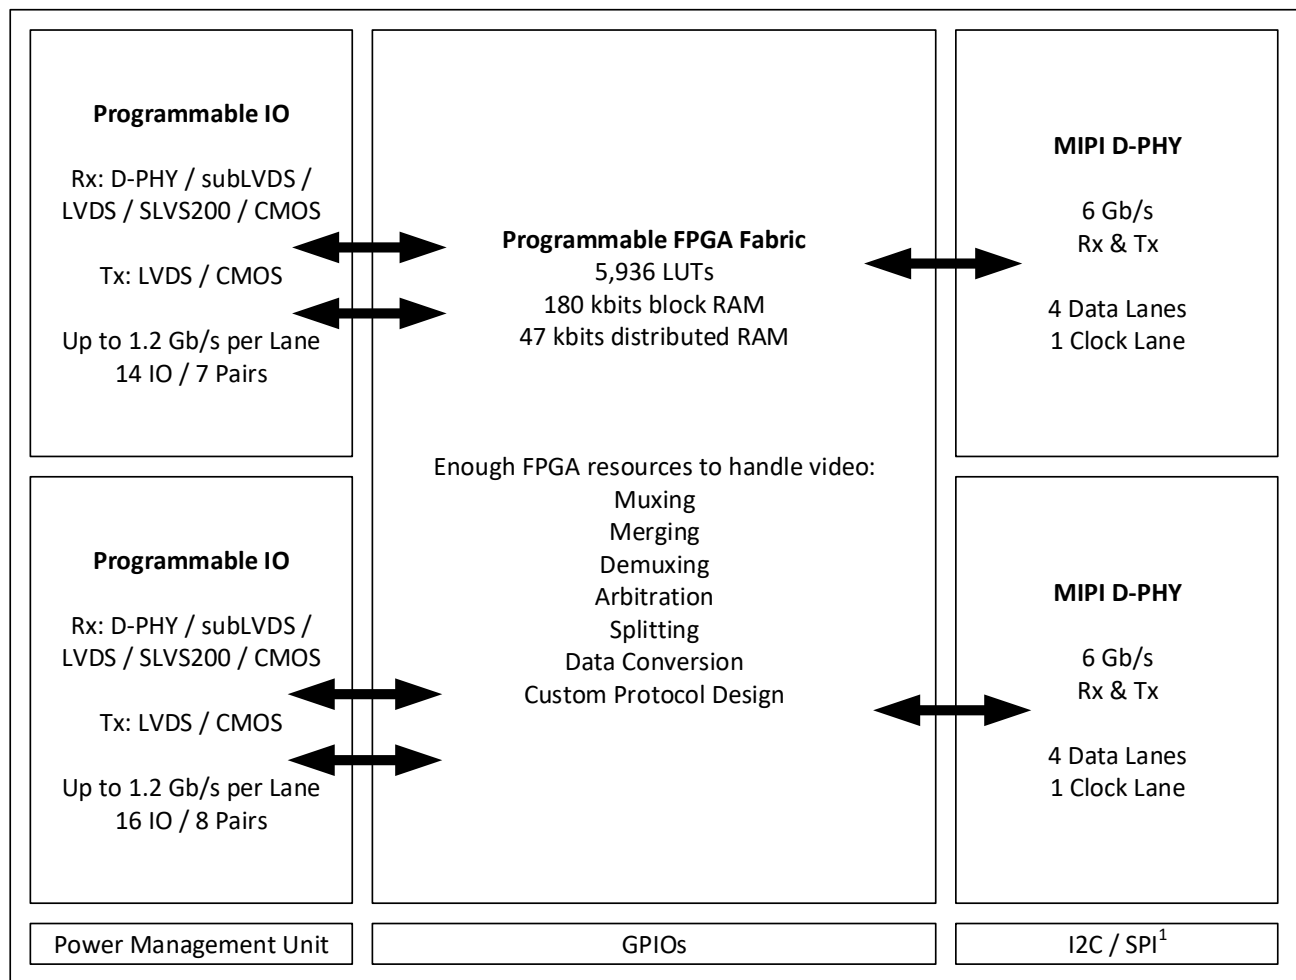 Programmable IO
Rx: D-PHY / subLVDS /
LVDS / SLVS200 / CMOS
Tx: LVDS / CMOS
Up to 1.2 Gb/s per Lane
14 IO / 7 Pairs
Programmable FPGA Fabric
5,936 LUTs
180 kbits block RAM
47 kbits distributed RAM
Enough FPGA resources to handle video:
Muxing
Merging
Demuxing
Arbitration
Splitting
Data Conversion
Custom Protocol Design
MIPI D-PHY
6 Gb/s
Rx & Tx
4 Data Lanes
1 Clock Lane
Programmable IO
Rx: D-PHY / subLVDS /
LVDS / SLVS200 / CMOS
Tx: LVDS / CMOS
Up to 1.2 Gb/s per Lane
16 IO / 8 Pairs
MIPI D-PHY
6 Gb/s
Rx & Tx
4 Data Lanes
1 Clock Lane
Power Management Unit
GPIOs
I2C / SPI¹